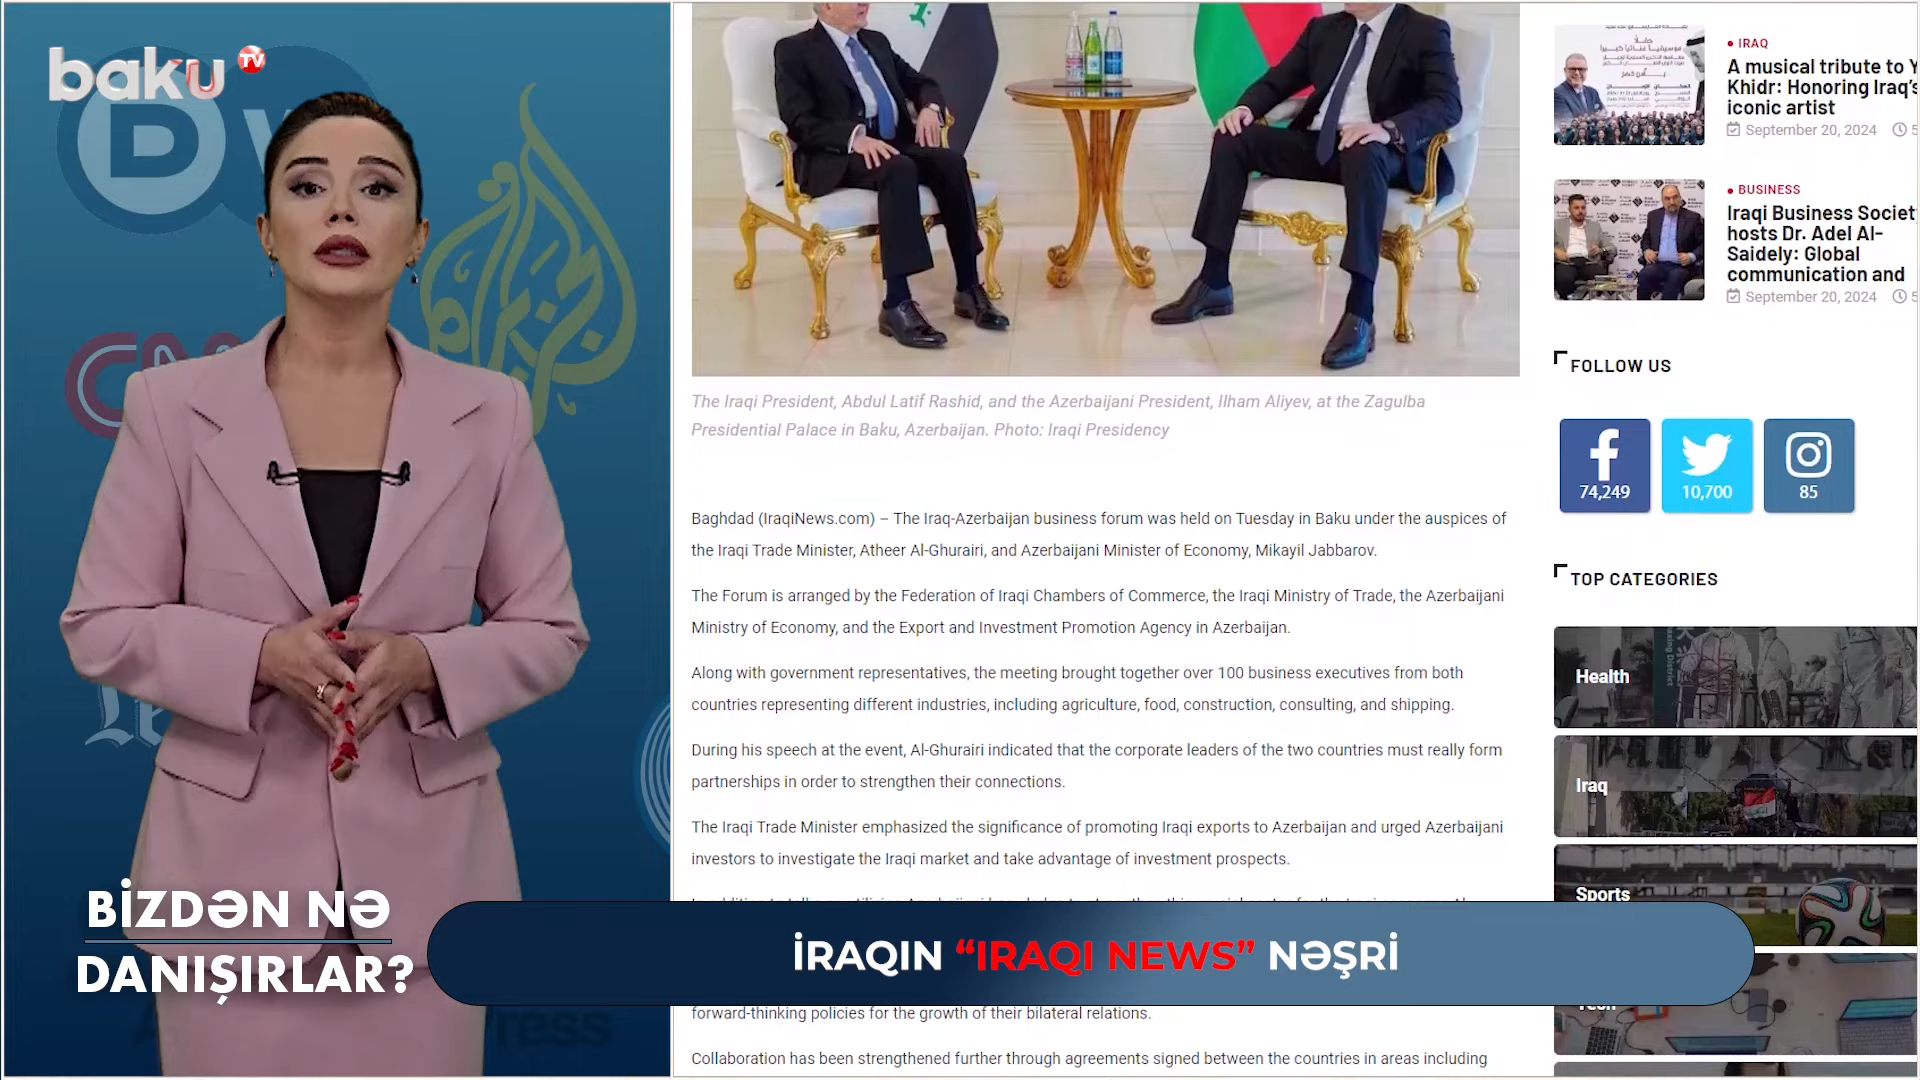 baku TV
BİZDƏN NƏ
DANIŞIRLAR?
İRAQIN “IRAQI NEWS” NƏŞRİ
The Iraqi President, Abdul Latif Rashid, and the Azerbaijani President, Ilham Aliyev, at the Zagulba
Presidential Palace in Baku, Azerbaijan. Photo: Iraqi Presidency
Baghdad (IraqiNews.com) – The Iraq-Azerbaijan business forum was held on Tuesday in Baku under the auspices of
the Iraqi Trade Minister, Atheer Al-Ghurairi, and Azerbaijani Minister of Economy, Mikayil Jabbarov.
The Forum is arranged by the Federation of Iraqi Chambers of Commerce, the Iraqi Ministry of Trade, the Azerbaijani
Ministry of Economy, and the Export and Investment Promotion Agency in Azerbaijan.
Along with government representatives, the meeting brought together over 100 business executives from both
countries representing different industries, including agriculture, food, construction, consulting, and shipping.
During his speech at the event, Al-Ghurairi indicated that the corporate leaders of the two countries must really form
partnerships in order to strengthen their connections.
The Iraqi Trade Minister emphasized the significance of promoting Iraqi exports to Azerbaijan and urged Azerbaijani
investors to investigate the Iraqi market and take advantage of investment prospects.
forward-thinking policies for the growth of their bilateral relations.
Collaboration has been strengthened further through agreements signed between the countries in areas including
IRAQ
A musical tribute to Y
Khidr: Honoring Iraq's
iconic artist
September 20, 2024
BUSINESS
Iraqi Business Societ
hosts Dr. Adel Al-
Saidely: Global
communication and
September 20, 2024
FOLLOW US
74,249
10,700
85
TOP CATEGORIES
Health
Iraq
Sports
Tech